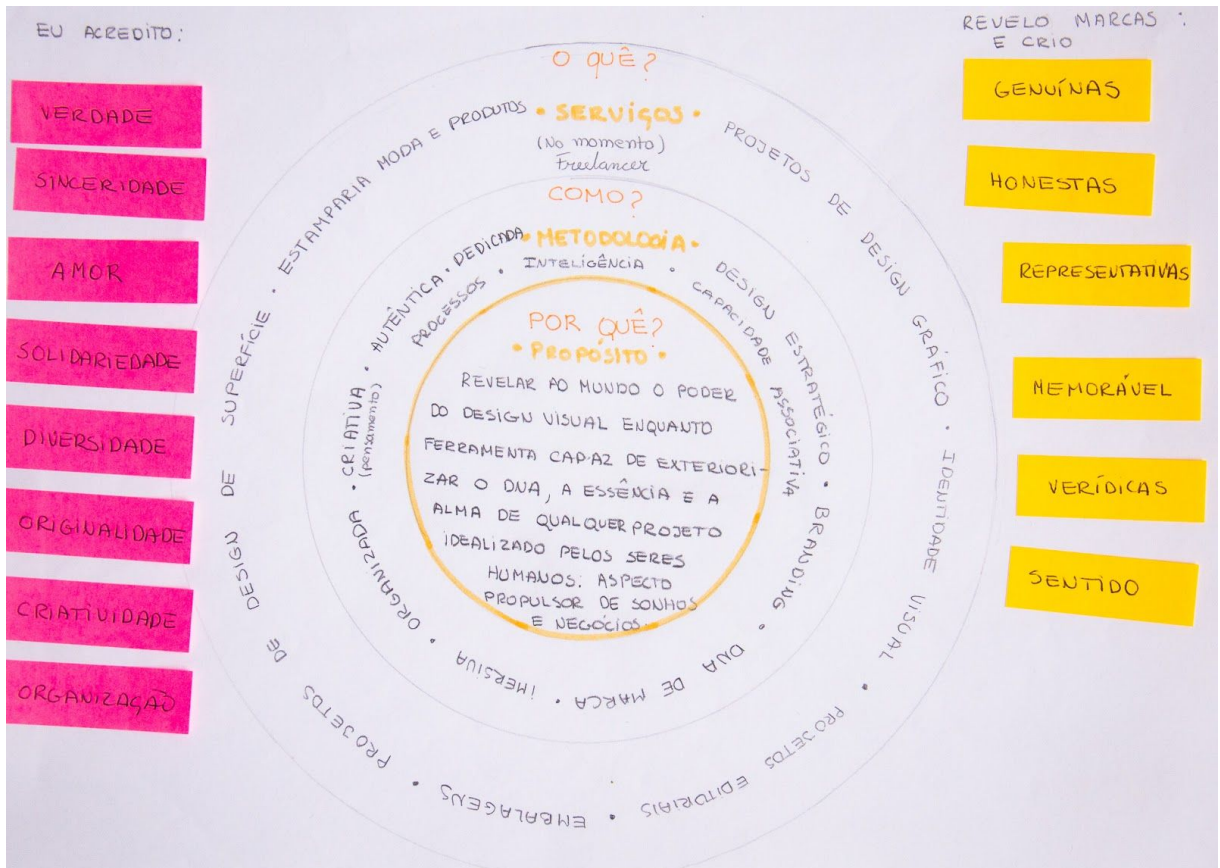 EU ACREDITO:
VERDADE
SINCERIDADE
AMOR
SOLIDARIEDADE
DIVERSIDADE
ORIGINALIDADE
CRIATIVIDADE
ORGANIZAÇÃO
O QUÊ?
• SERVIÇOS •
(No momento)
Freelancer
PROJETOS DE DESIGN GRÁFICO • IDENTIDADE VISUAL • PROJETOS EDITORIAIS • EMBALAGENS • PROJETOS DE DESIGN DE SUPERFÍCIE • ESTAMPARIA MODA E PRODUTOS
COMO?
• METODOLOGIA •
DESIGN ESTRATÉGICO • BRANDING • DNA DE MARCA • IMERSIVA • ORGANIZADA • CRIATIVA • AUTÊNTICA • DEDICADA
(pensamento)
PROCESSOS • INTELIGÊNCIA • CAPACIDADE ASSOCIATIVA
POR QUÊ?
• PROPÓSITO •
REVELAR AO MUNDO O PODER
DO DESIGN VISUAL ENQUANTO
FERRAMENTA CAPAZ DE EXTERIORI-
ZAR O DNA, A ESSÊNCIA E A
ALMA DE QUALQUER PROJETO
IDEALIZADO PELOS SERES
HUMANOS. ASPECTO
PROPULSOR DE SONHOS
E NEGÓCIOS.
REVELO MARCAS :
E CRIO
GENUÍNAS
HONESTAS
REPRESENTATIVAS
MEMORÁVEL
VERÍDICAS
SENTIDO